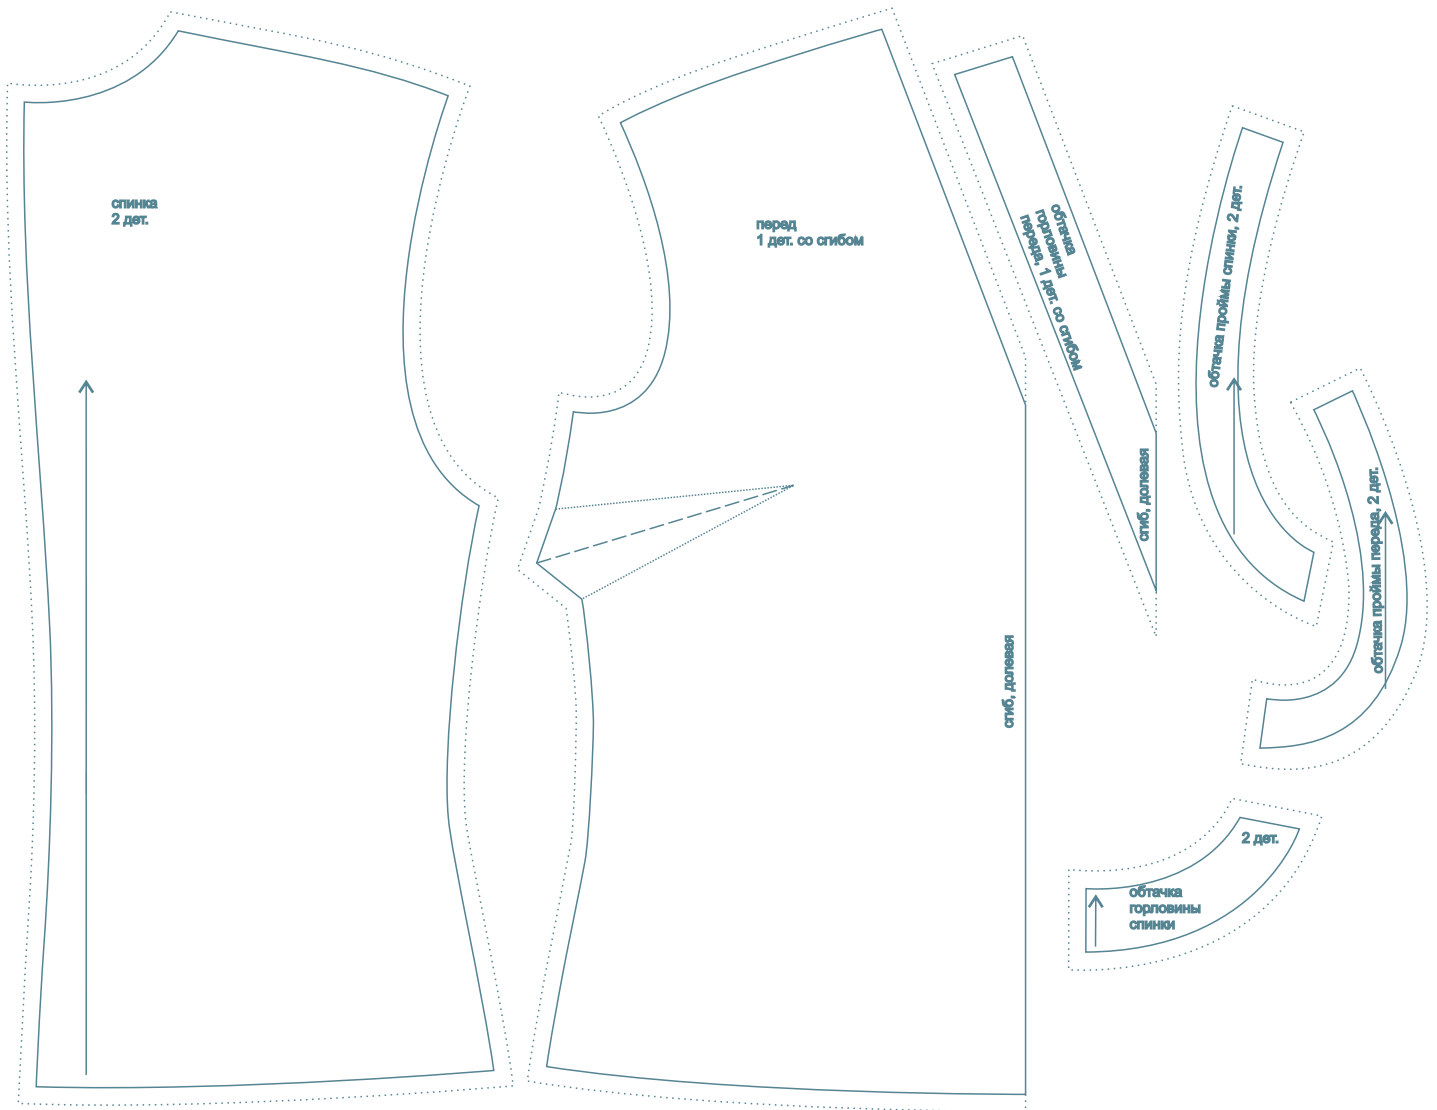 спинка
2 дет.
перед
1 дет. со сгибом
обтачка
горловины
переда, 1 дет. со сгибом
сгиб, долевая
сгиб, долевая
обтачка проймы спинки, 2 дет.
обтачка проймы переда, 2 дет.
2 дет.
обтачка
горловины
спинки